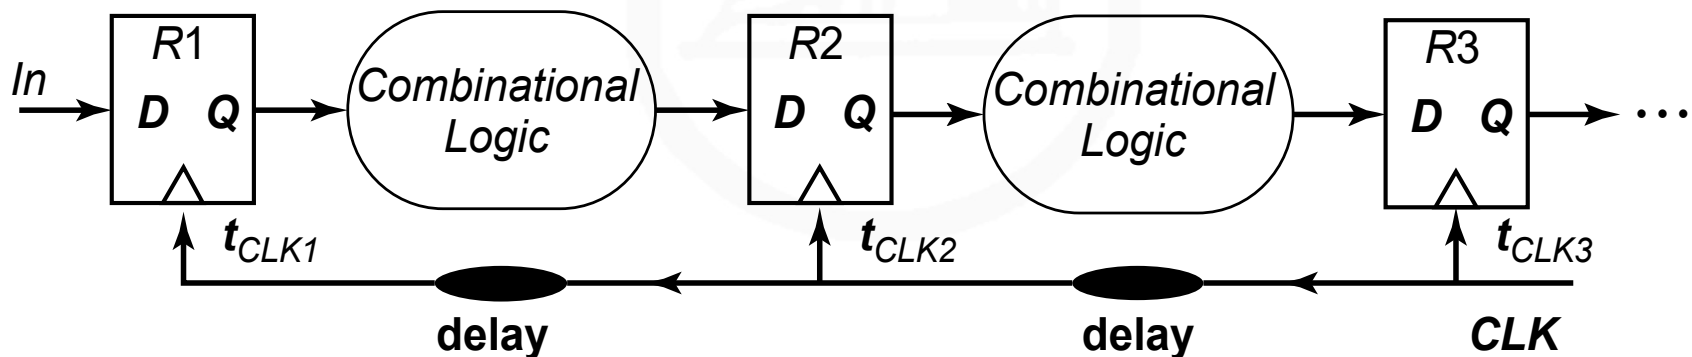 R1
R2
R3
In
D Q
Combinational
Logic
D Q
Combinational
Logic
D Q
...
tCLK1
tCLK2
tCLK3
delay
delay
CLK